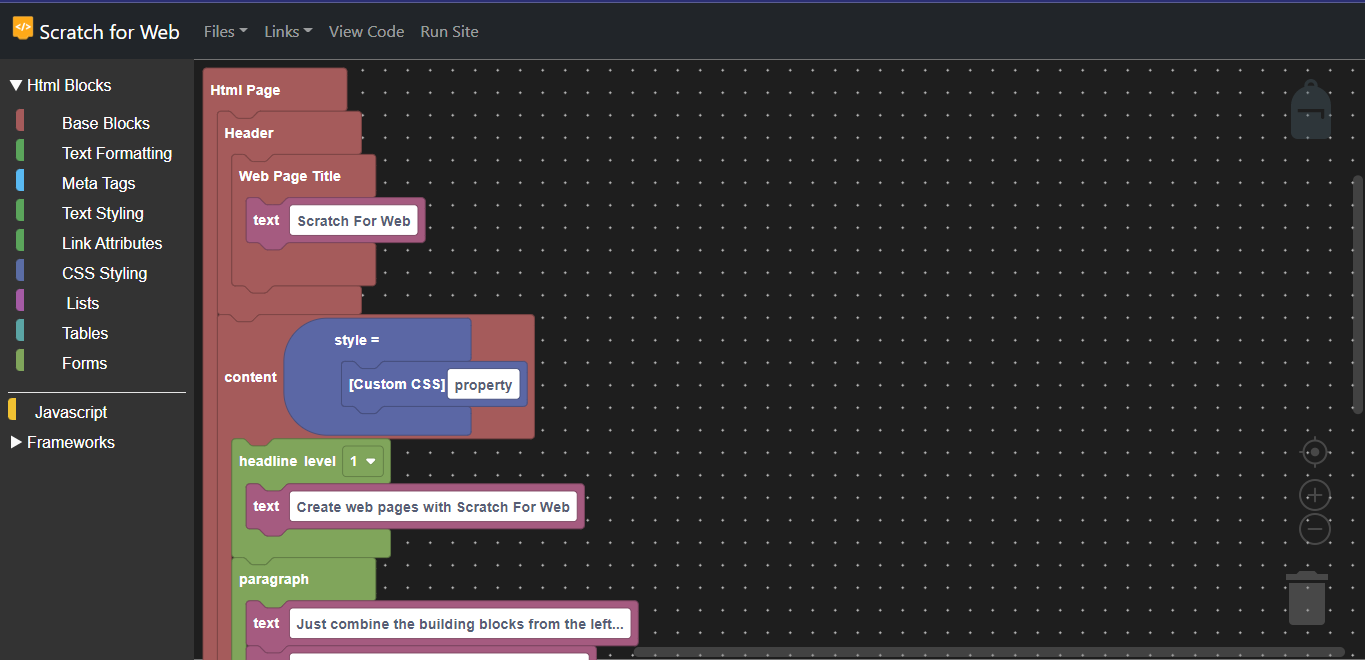 Scratch for Web Files Links View Code Run Site
Html Blocks
Base Blocks
Text Formatting
Meta Tags
Text Styling
Link Attributes
CSS Styling
Lists
Tables
Forms
Javascript
Frameworks
Html Page
Header
Web Page Title
text Scratch For Web
style =
content
[Custom CSS] property
headline level 1
text Create web pages with Scratch For Web
paragraph
text Just combine the building blocks from the left...